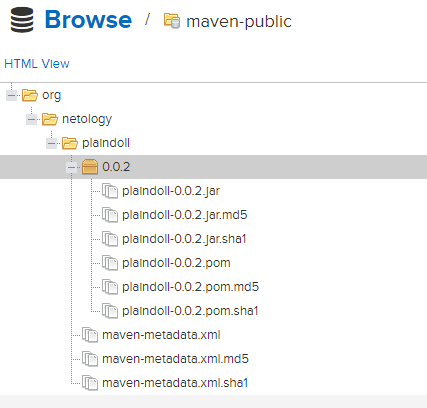 Browse / maven-public
HTML View
org
netology
plaindoll
0.0.2
plaindoll-0.0.2.jar
plaindoll-0.0.2.jar.md5
plaindoll-0.0.2.jar.sha1
plaindoll-0.0.2.pom
plaindoll-0.0.2.pom.md5
plaindoll-0.0.2.pom.sha1
maven-metadata.xml
maven-metadata.xml.md5
maven-metadata.xml.sha1